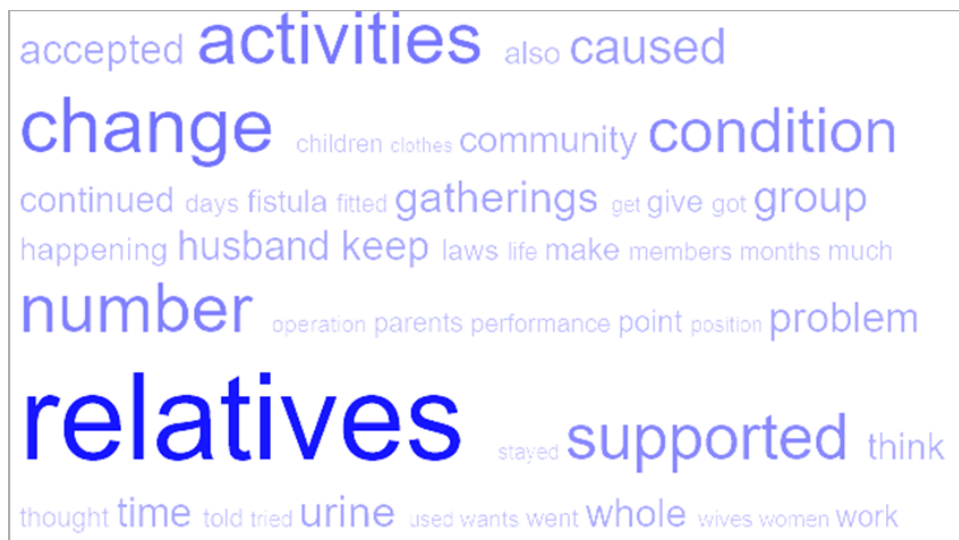 accepted activities also caused
change children clothes community condition
continued days fistula fitted gatherings get give got group
happening husband keep laws life make members months much
number operation parents performance point position problem
relatives stayed supported think
thought time told tried urine used wants went whole wives women work